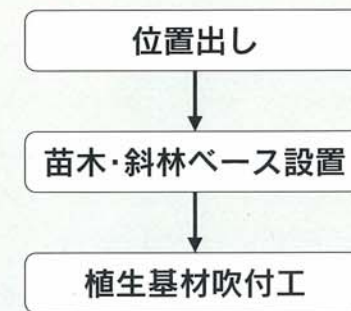 位置出し
苗木・斜林ベース設置
植生基材吹付工